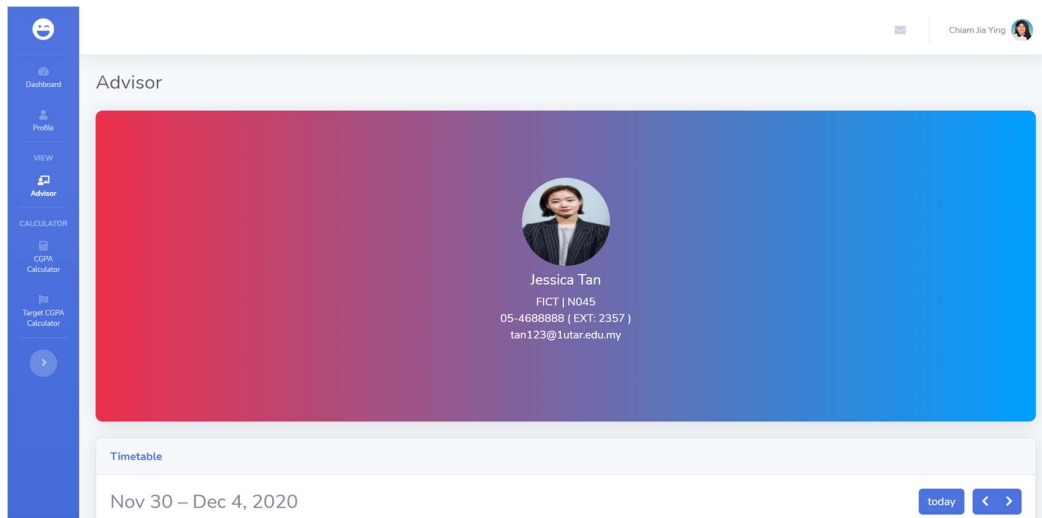 Chiam Jia Ying
Dashboard
Profile
VIEW
Advisor
CALCULATOR
CGPA
Calculator
Target CGPA
Calculator
Advisor
Jessica Tan
FICT | N045
05-4688888 ( EXT: 2357 )
tan123@1utar.edu.my
Timetable
Nov 30 – Dec 4, 2020
today